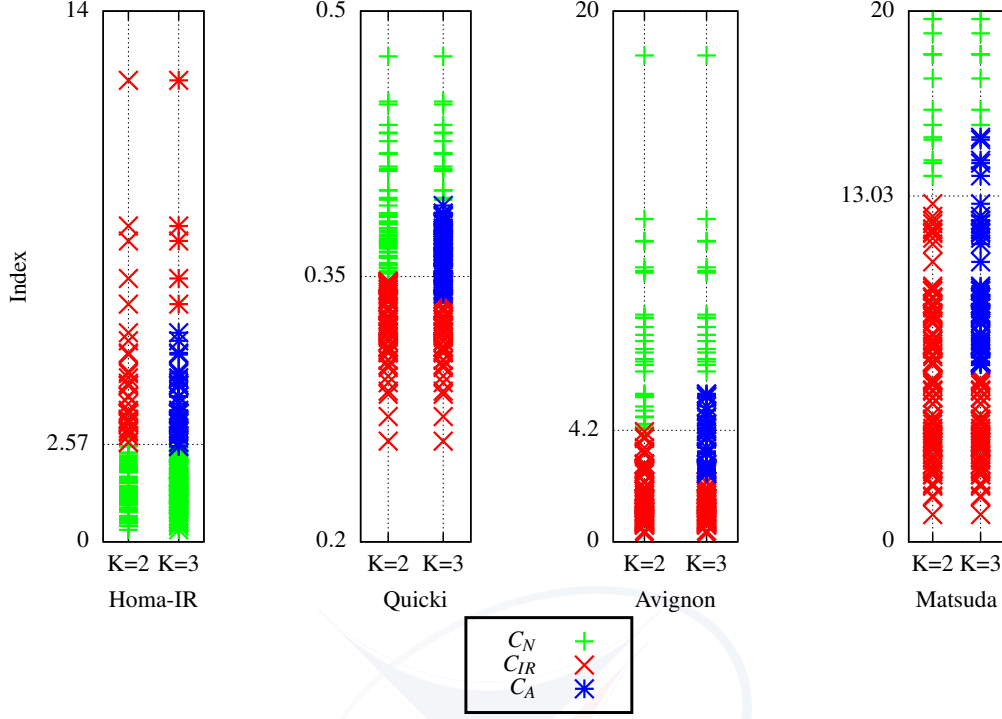 14
0.5
20
20
13.03
Index
0.35
4.2
2.57
0
0.2
0
0
K=2 K=3
K=2 K=3
K=2 K=3
K=2 K=3
Homa-IR
Quicki
Avignon
Matsuda
C_N
C_IR
C_A